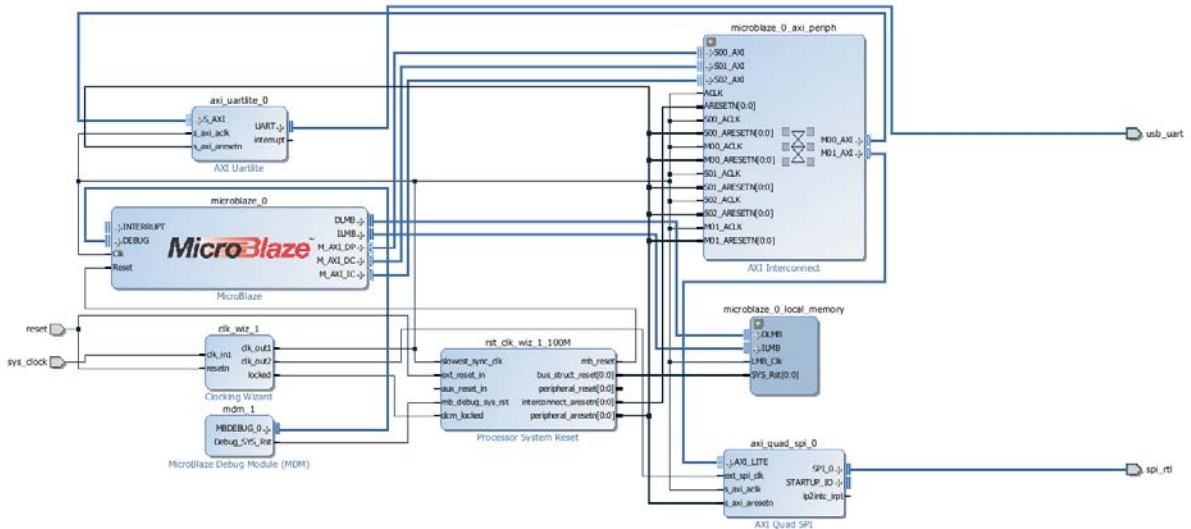 microblaze_0_axi_periph
S00_AXI
S01_AXI
S02_AXI
ACLK
ARESETN[0:0]
S00_ACLK
S00_ARESETN[0:0]
M00_ACLK
M00_ARESETN[0:0]
S01_ACLK
S01_ARESETN[0:0]
S02_ACLK
S02_ARESETN[0:0]
M01_ACLK
M01_ARESETN[0:0]
M00_AXI
M01_AXI
AXI Interconnect
axi_uartlite_0
S_AXI
s_axi_aclk
s_axi_aresetn
UART
interrupt
AXI Uartlite
usb_uart
microblaze_0
INTERRUPT
DEBUG
Clk
Reset
MicroBlaze
DLMB
ILMB
M_AXI_DP
M_AXI_DC
M_AXI_IC
MicroBlaze
microblaze_0_local_memory
DLMB
ILMB
LMB_Clk
SYS_Rst[0:0]
reset
sys_clock
clk_wiz_1
clk_in1
resetn
clk_out1
clk_out2
locked
Clocking Wizard
rst_clk_wiz_1_100M
slowest_sync_clk
ext_reset_in
aux_reset_in
mb_debug_sys_rst
dcm_locked
mb_reset
bus_struct_reset[0:0]
peripheral_reset[0:0]
interconnect_aresetn[0:0]
peripheral_aresetn[0:0]
Processor System Reset
mdm_1
MBDEBUG_0
Debug_SYS_Rst
MicroBlaze Debug Module (MDM)
axi_quad_spi_0
AXI_LITE
ext_spi_clk
s_axi_aclk
s_axi_aresetn
SPI_0
STARTUP_IO
ip2intc_irpt
AXI Quad SPI
spi_rtl